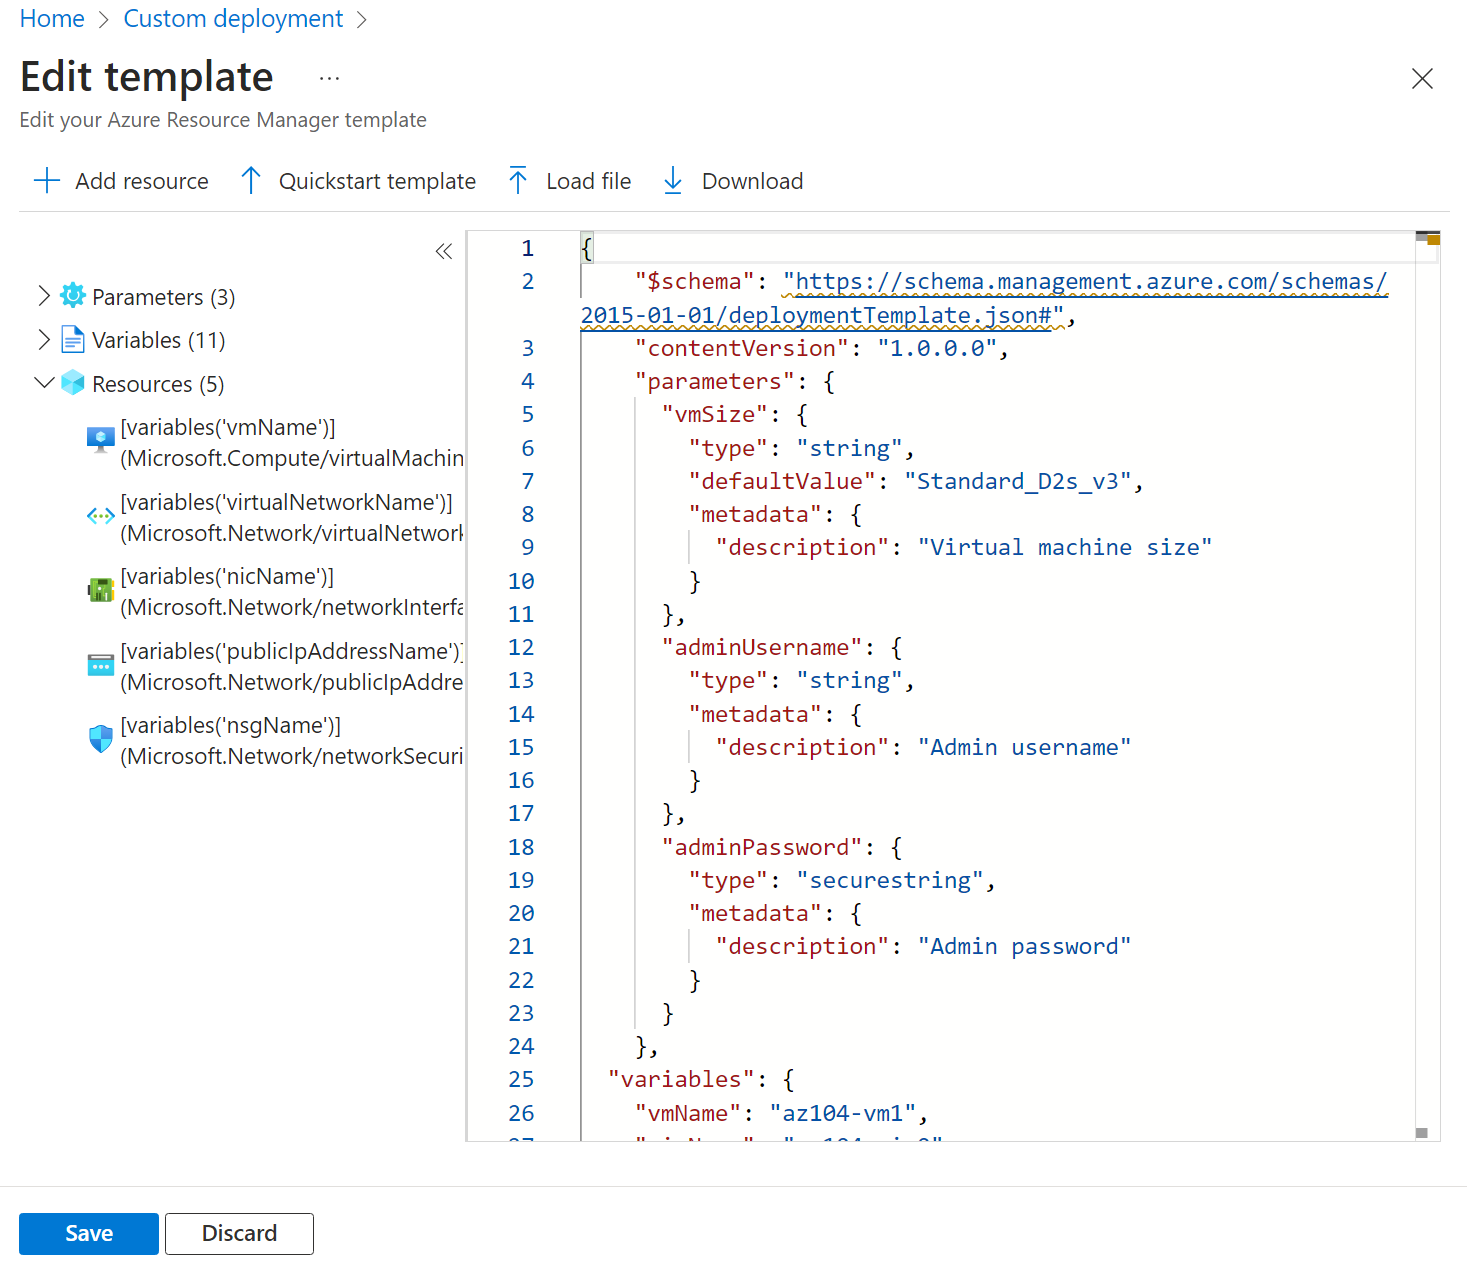 Home > Custom deployment >
Edit template ...
Edit your Azure Resource Manager template
Add resource Quickstart template Load file Download
Parameters (3)
Variables (11)
Resources (5)
[variables('vmName')]
(Microsoft.Compute/virtualMachin
[variables('virtualNetworkName')]
(Microsoft.Network/virtualNetwork
[variables('nicName')]
(Microsoft.Network/networkInterfa
[variables('publicIpAddressName')]
(Microsoft.Network/publicIpAddre
[variables('nsgName')]
(Microsoft.Network/networkSecuri
1 {
2 "$schema": "https://schema.management.azure.com/schemas/
2015-01-01/deploymentTemplate.json#",
3 "contentVersion": "1.0.0.0",
4 "parameters": {
5 "vmSize": {
6 "type": "string",
7 "defaultValue": "Standard_D2s_v3",
8 "metadata": {
9 "description": "Virtual machine size"
10 }
11 },
12 "adminUsername": {
13 "type": "string",
14 "metadata": {
15 "description": "Admin username"
16 }
17 },
18 "adminPassword": {
19 "type": "securestring",
20 "metadata": {
21 "description": "Admin password"
22 }
23 }
24 },
25 "variables": {
26 "vmName": "az104-vm1",
Save Discard